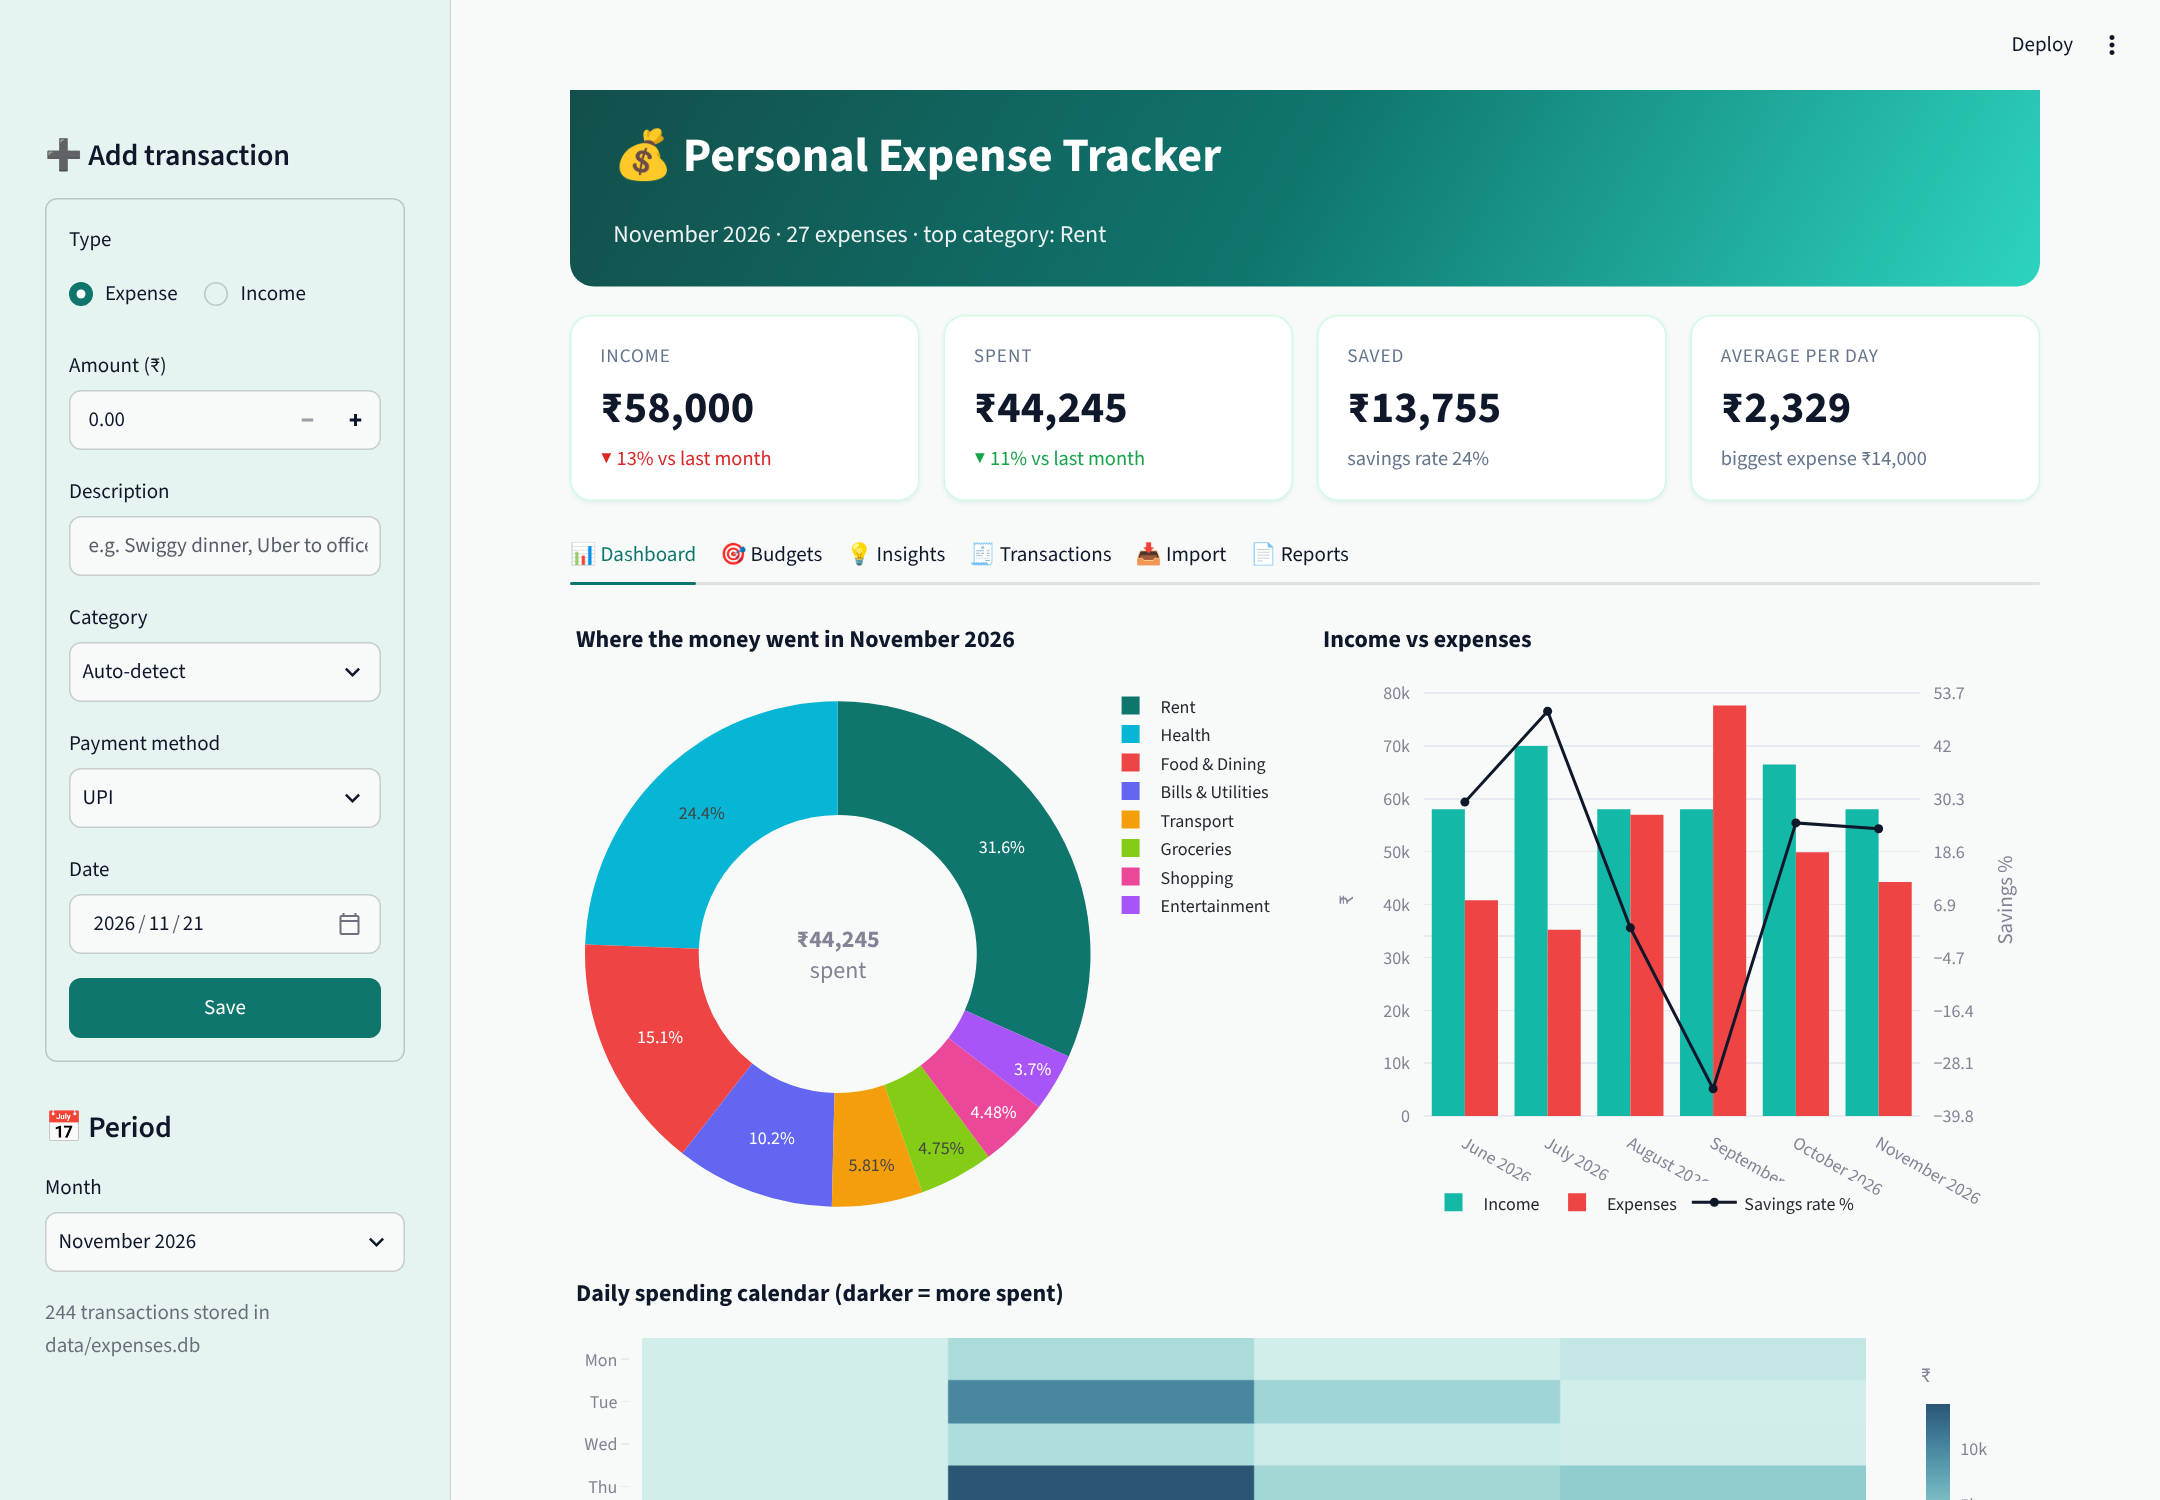 Deploy
➕ Add transaction
Type
Expense
Income
Amount (₹)
0.00
Description
e.g. Swiggy dinner, Uber to office
Category
Auto-detect
Payment method
UPI
Date
2026/11/21
Save
📅 Period
Month
November 2026
244 transactions stored in
data/expenses.db
💰 Personal Expense Tracker
November 2026 · 27 expenses · top category: Rent
INCOME
₹58,000
▼ 13% vs last month
SPENT
₹44,245
▼ 11% vs last month
SAVED
₹13,755
savings rate 24%
AVERAGE PER DAY
₹2,329
biggest expense ₹14,000
📊 Dashboard
🎯 Budgets
💡 Insights
🧾 Transactions
📥 Import
📄 Reports
Where the money went in November 2026
31.6%
24.4%
15.1%
10.2%
5.81%
4.75%
4.48%
3.7%
₹44,245
spent
Rent
Health
Food & Dining
Bills & Utilities
Transport
Groceries
Shopping
Entertainment
Income vs expenses
80k
70k
60k
50k
40k
30k
20k
10k
0
₹
53.7
42
30.3
18.6
6.9
−4.7
−16.4
−28.1
−39.8
Savings %
June 2026
July 2026
August 2026
September
October 2026
November 2026
Income
Expenses
Savings rate %
Daily spending calendar (darker = more spent)
Mon
Tue
Wed
Thu
₹
10k